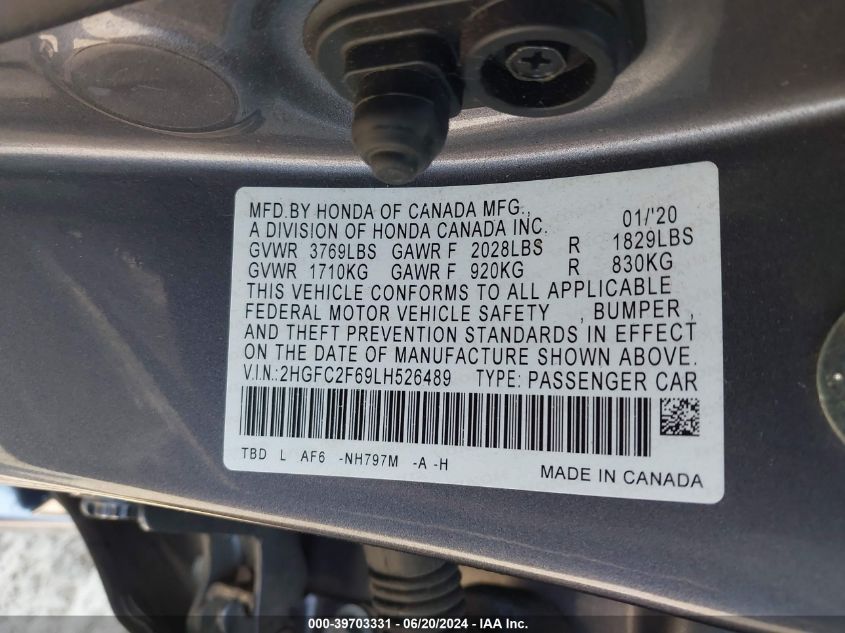 MFD.BY HONDA OF CANADA MFG., 01/'20
A DIVISION OF HONDA CANADA INC.
GVWR 3769LBS GAWR F 2028LBS R 1829LBS
GVWR 1710KG GAWR F 920KG R 830KG
THIS VEHICLE CONFORMS TO ALL APPLICABLE
FEDERAL MOTOR VEHICLE SAFETY , BUMPER ,
AND THEFT PREVENTION STANDARDS IN EFFECT
ON THE DATE OF MANUFACTURE SHOWN ABOVE.
V.I.N.:2HGFC2F69LH526489 TYPE: PASSENGER CAR
TBD L AF6 -NH797M -A -H
MADE IN CANADA
000-39703331 - 06/20/2024 - IAA Inc.